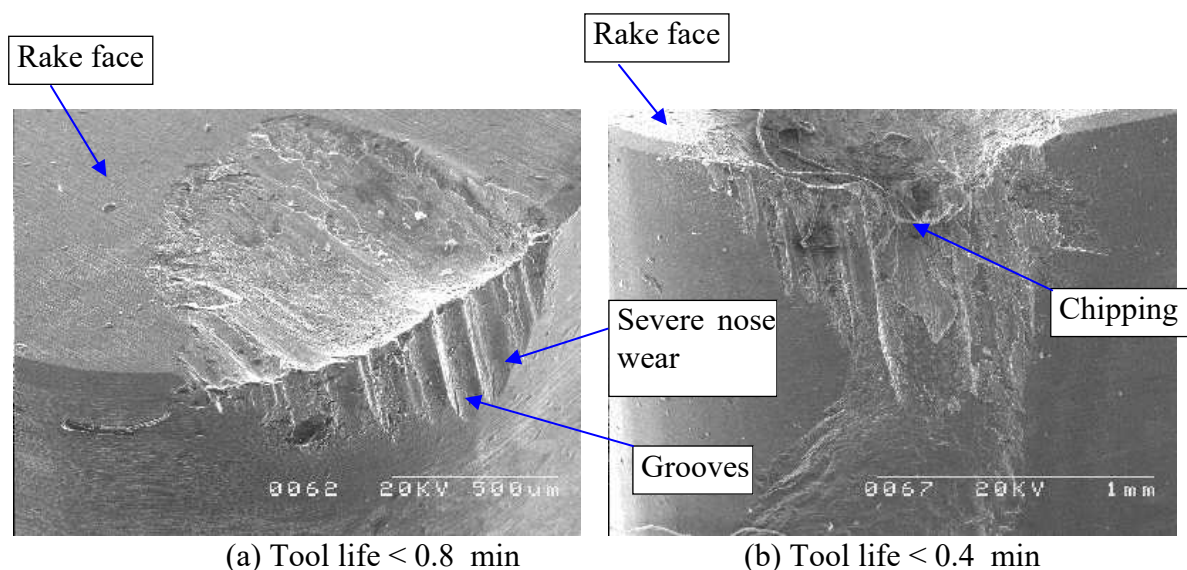 Rake face
Rake face
Severe nose
wear
Chipping
Grooves
0062 20KV 500um
0067 20KV 1mm
(a) Tool life < 0.8 min
(b) Tool life < 0.4 min